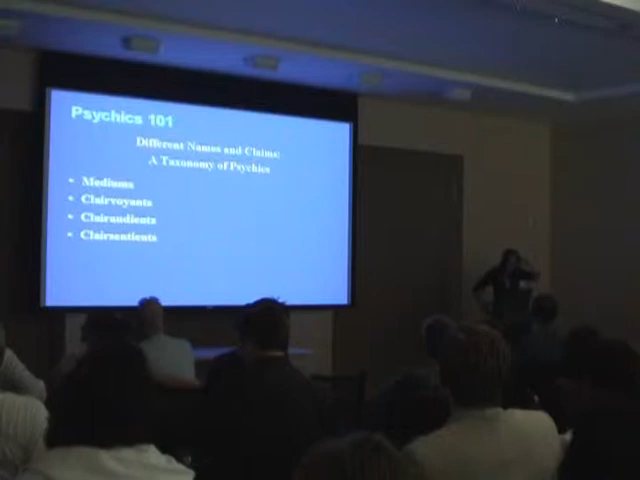 Psychics 101
Different Names and Claims:
A Taxonomy of Psychics
• Mediums
• Clairvoyants
• Clairaudients
• Clairsentients